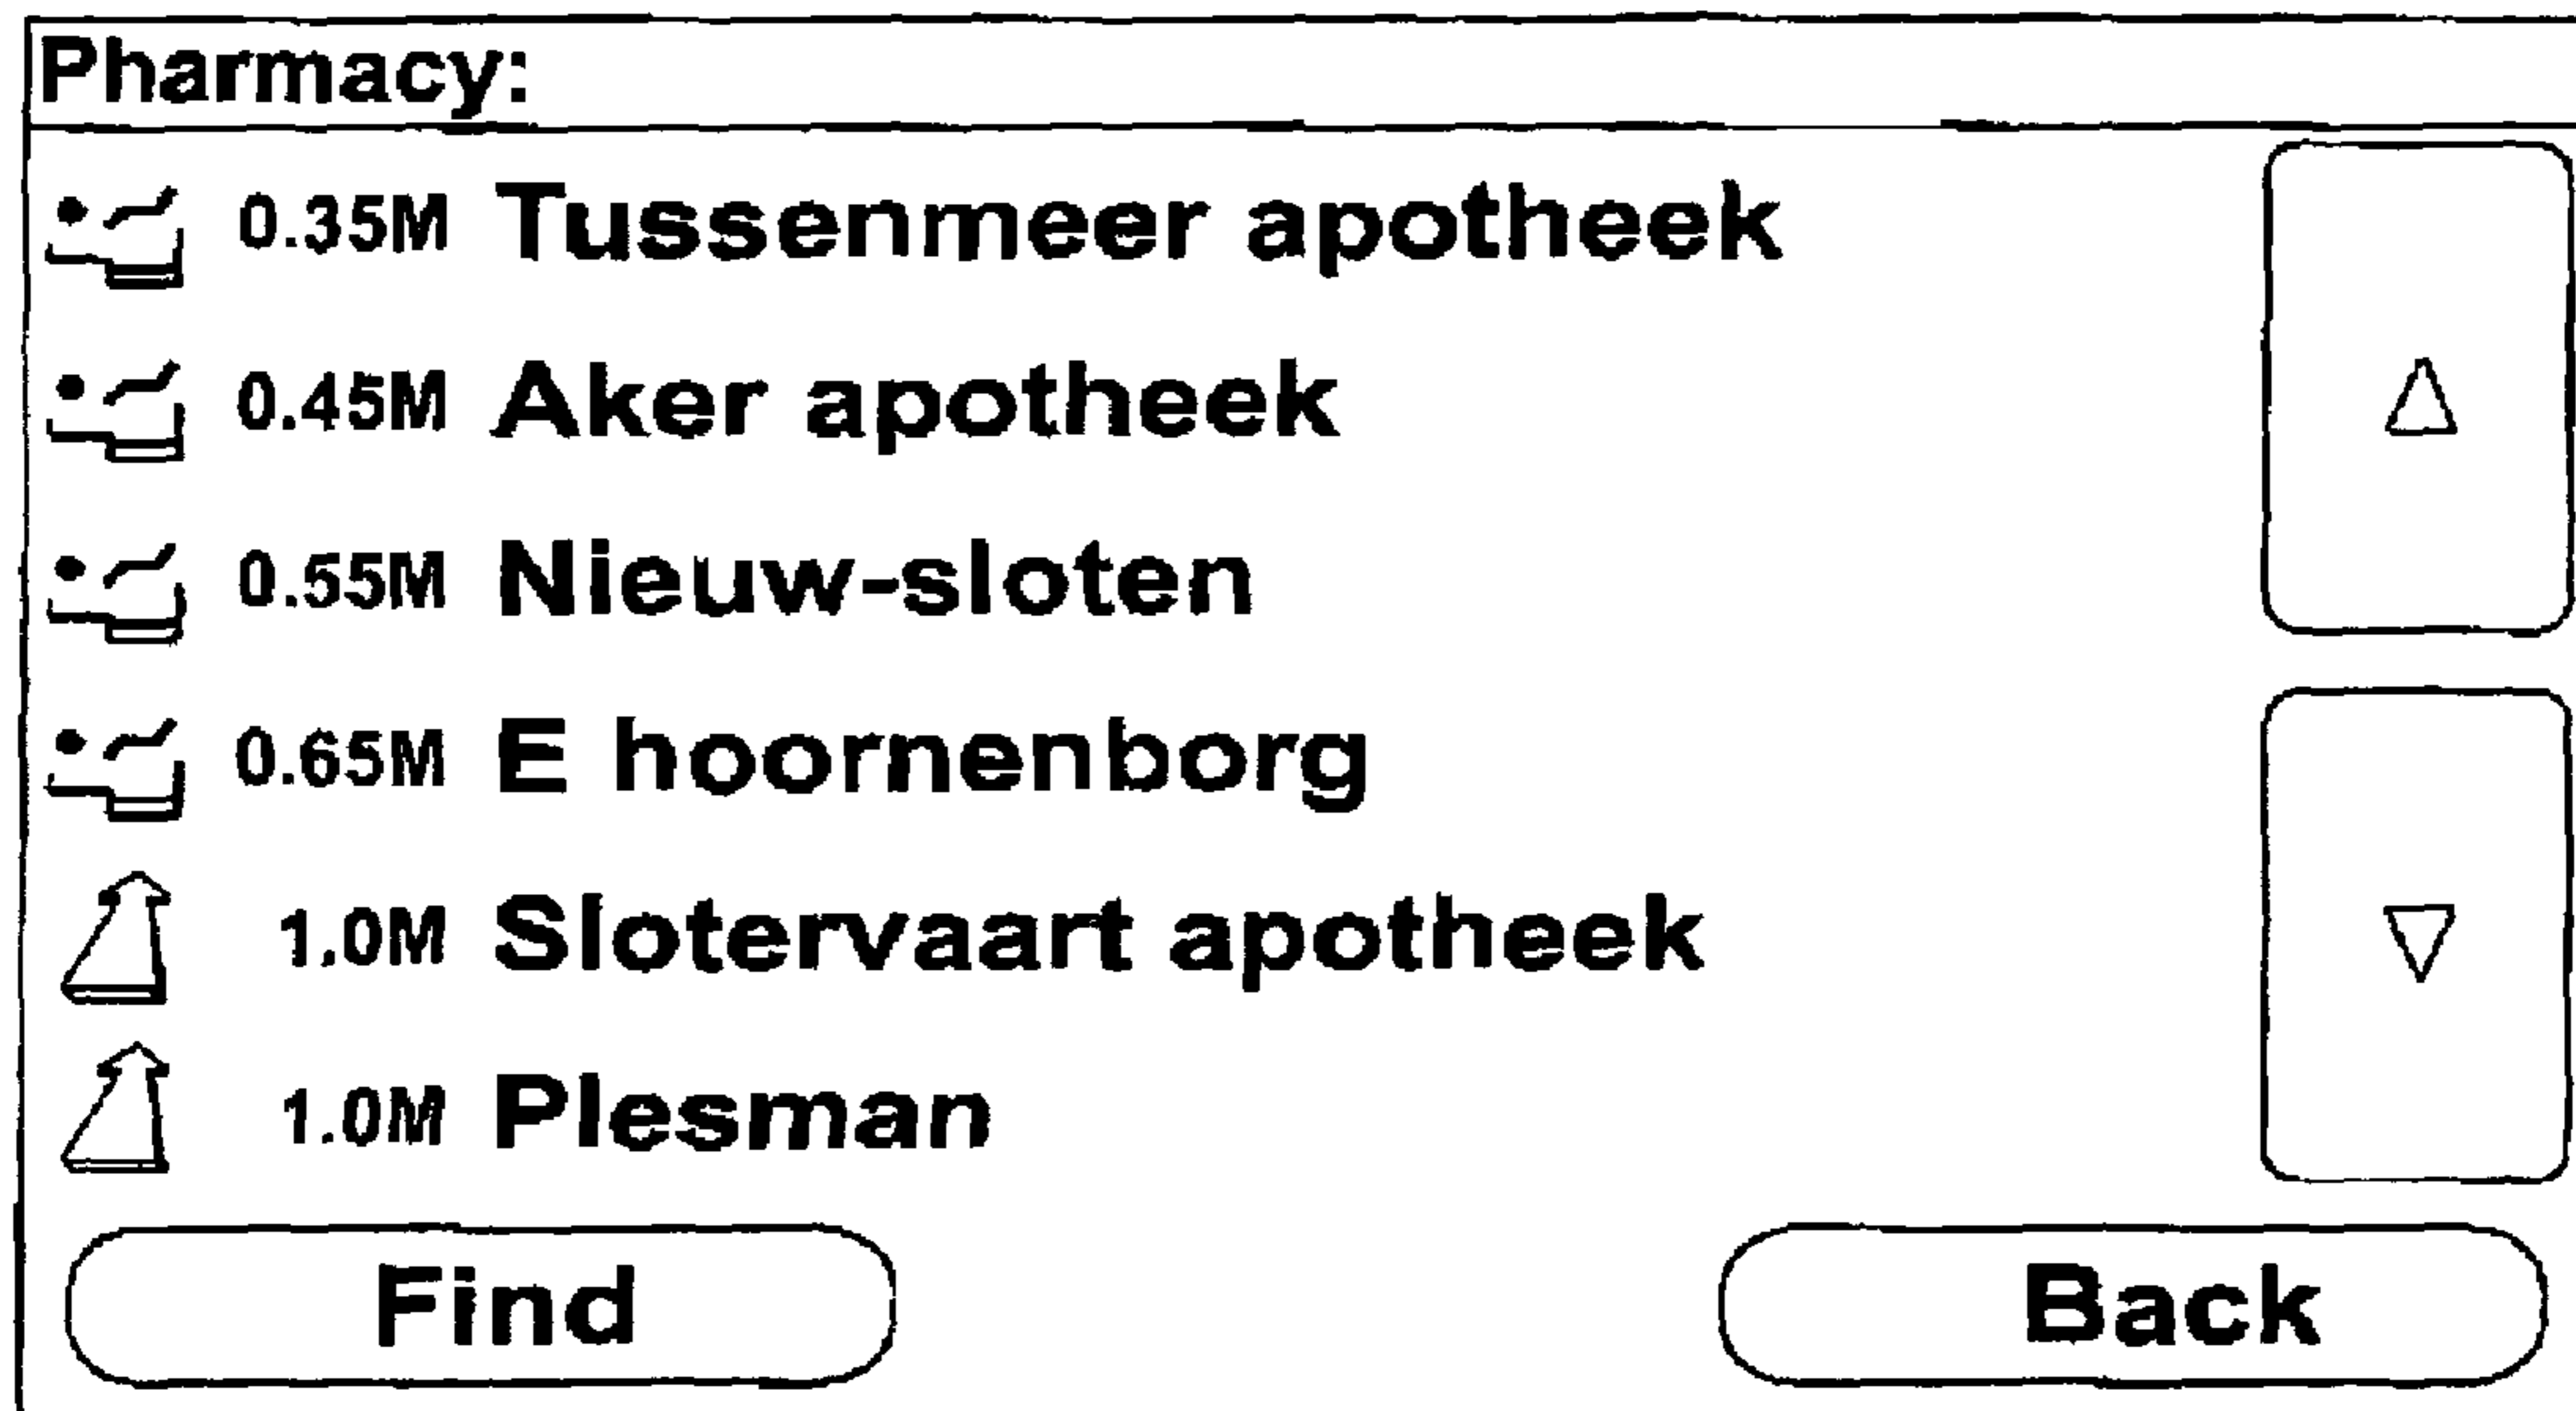 Pharmacy:
0.35M Tussenmeer apotheek
0.45M Aker apotheek
0.55M Nieuw-sloten
0.65M E hoornenborg
1.0M Slotervaart apotheek
1.0M Plesman
Find Back